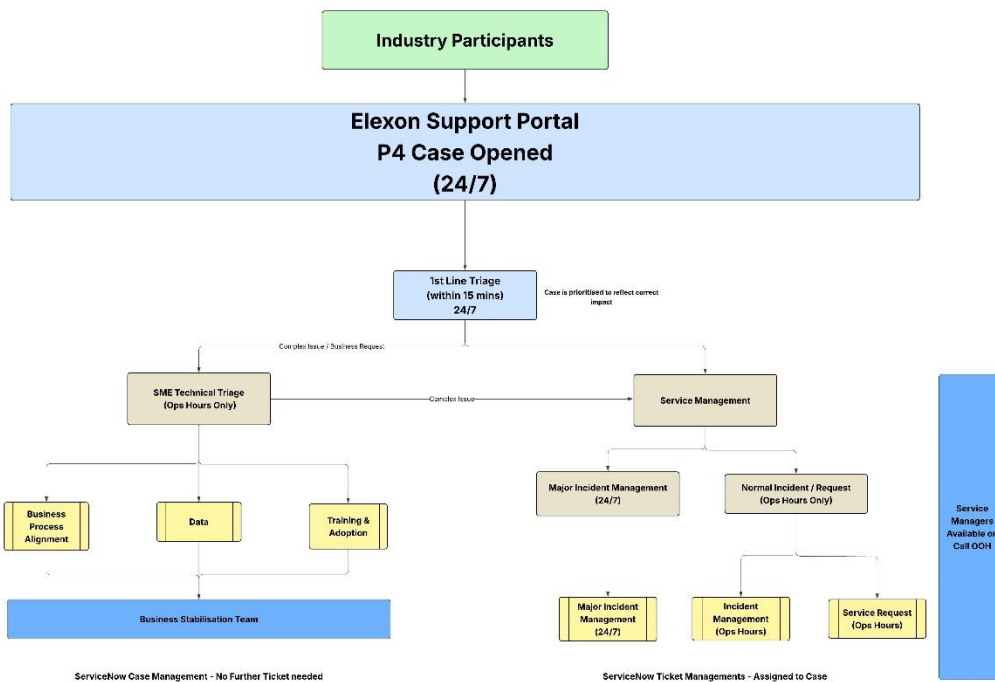 Industry Participants
Elexon Support Portal
P4 Case Opened
(24/7)
1st Line Triage
(within 15 mins)
24/7
Case is prioritised to reflect correct
impact
Complex Issue / Business Request
SME Technical Triage
(Ops Hours Only)
Complex Issue
Service Management
Major Incident Management
(24/7)
Normal Incident / Request
(Ops Hours Only)
Service
Managers
Available on
Call OOH
Business
Process
Alignment
Data
Training &
Adoption
Business Stabilisation Team
Major Incident
Management
(24/7)
Incident
Management
(Ops Hours)
Service Request
(Ops Hours)
ServiceNow Case Management - No Further Ticket needed
ServiceNow Ticket Managements - Assigned to Case